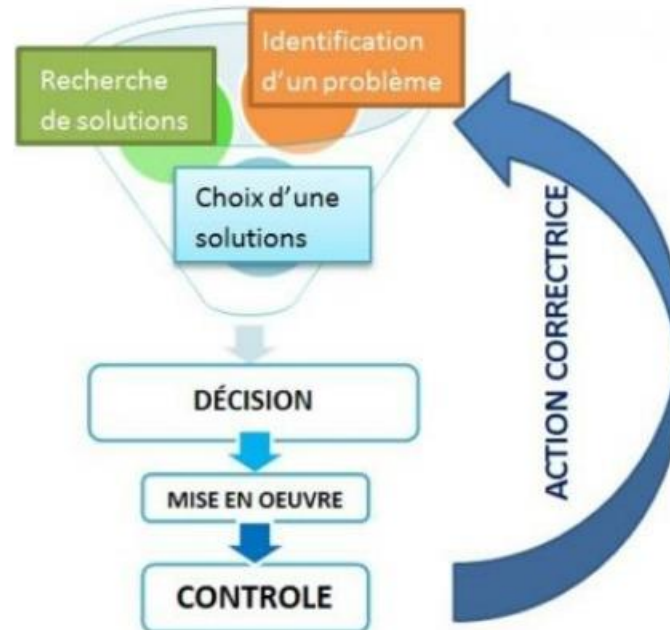 Identification
d'un problème
Recherche
de solutions
Choix d'une
solutions
DÉCISION
MISE EN OEUVRE
CONTROLE
ACTION CORRECTRICE